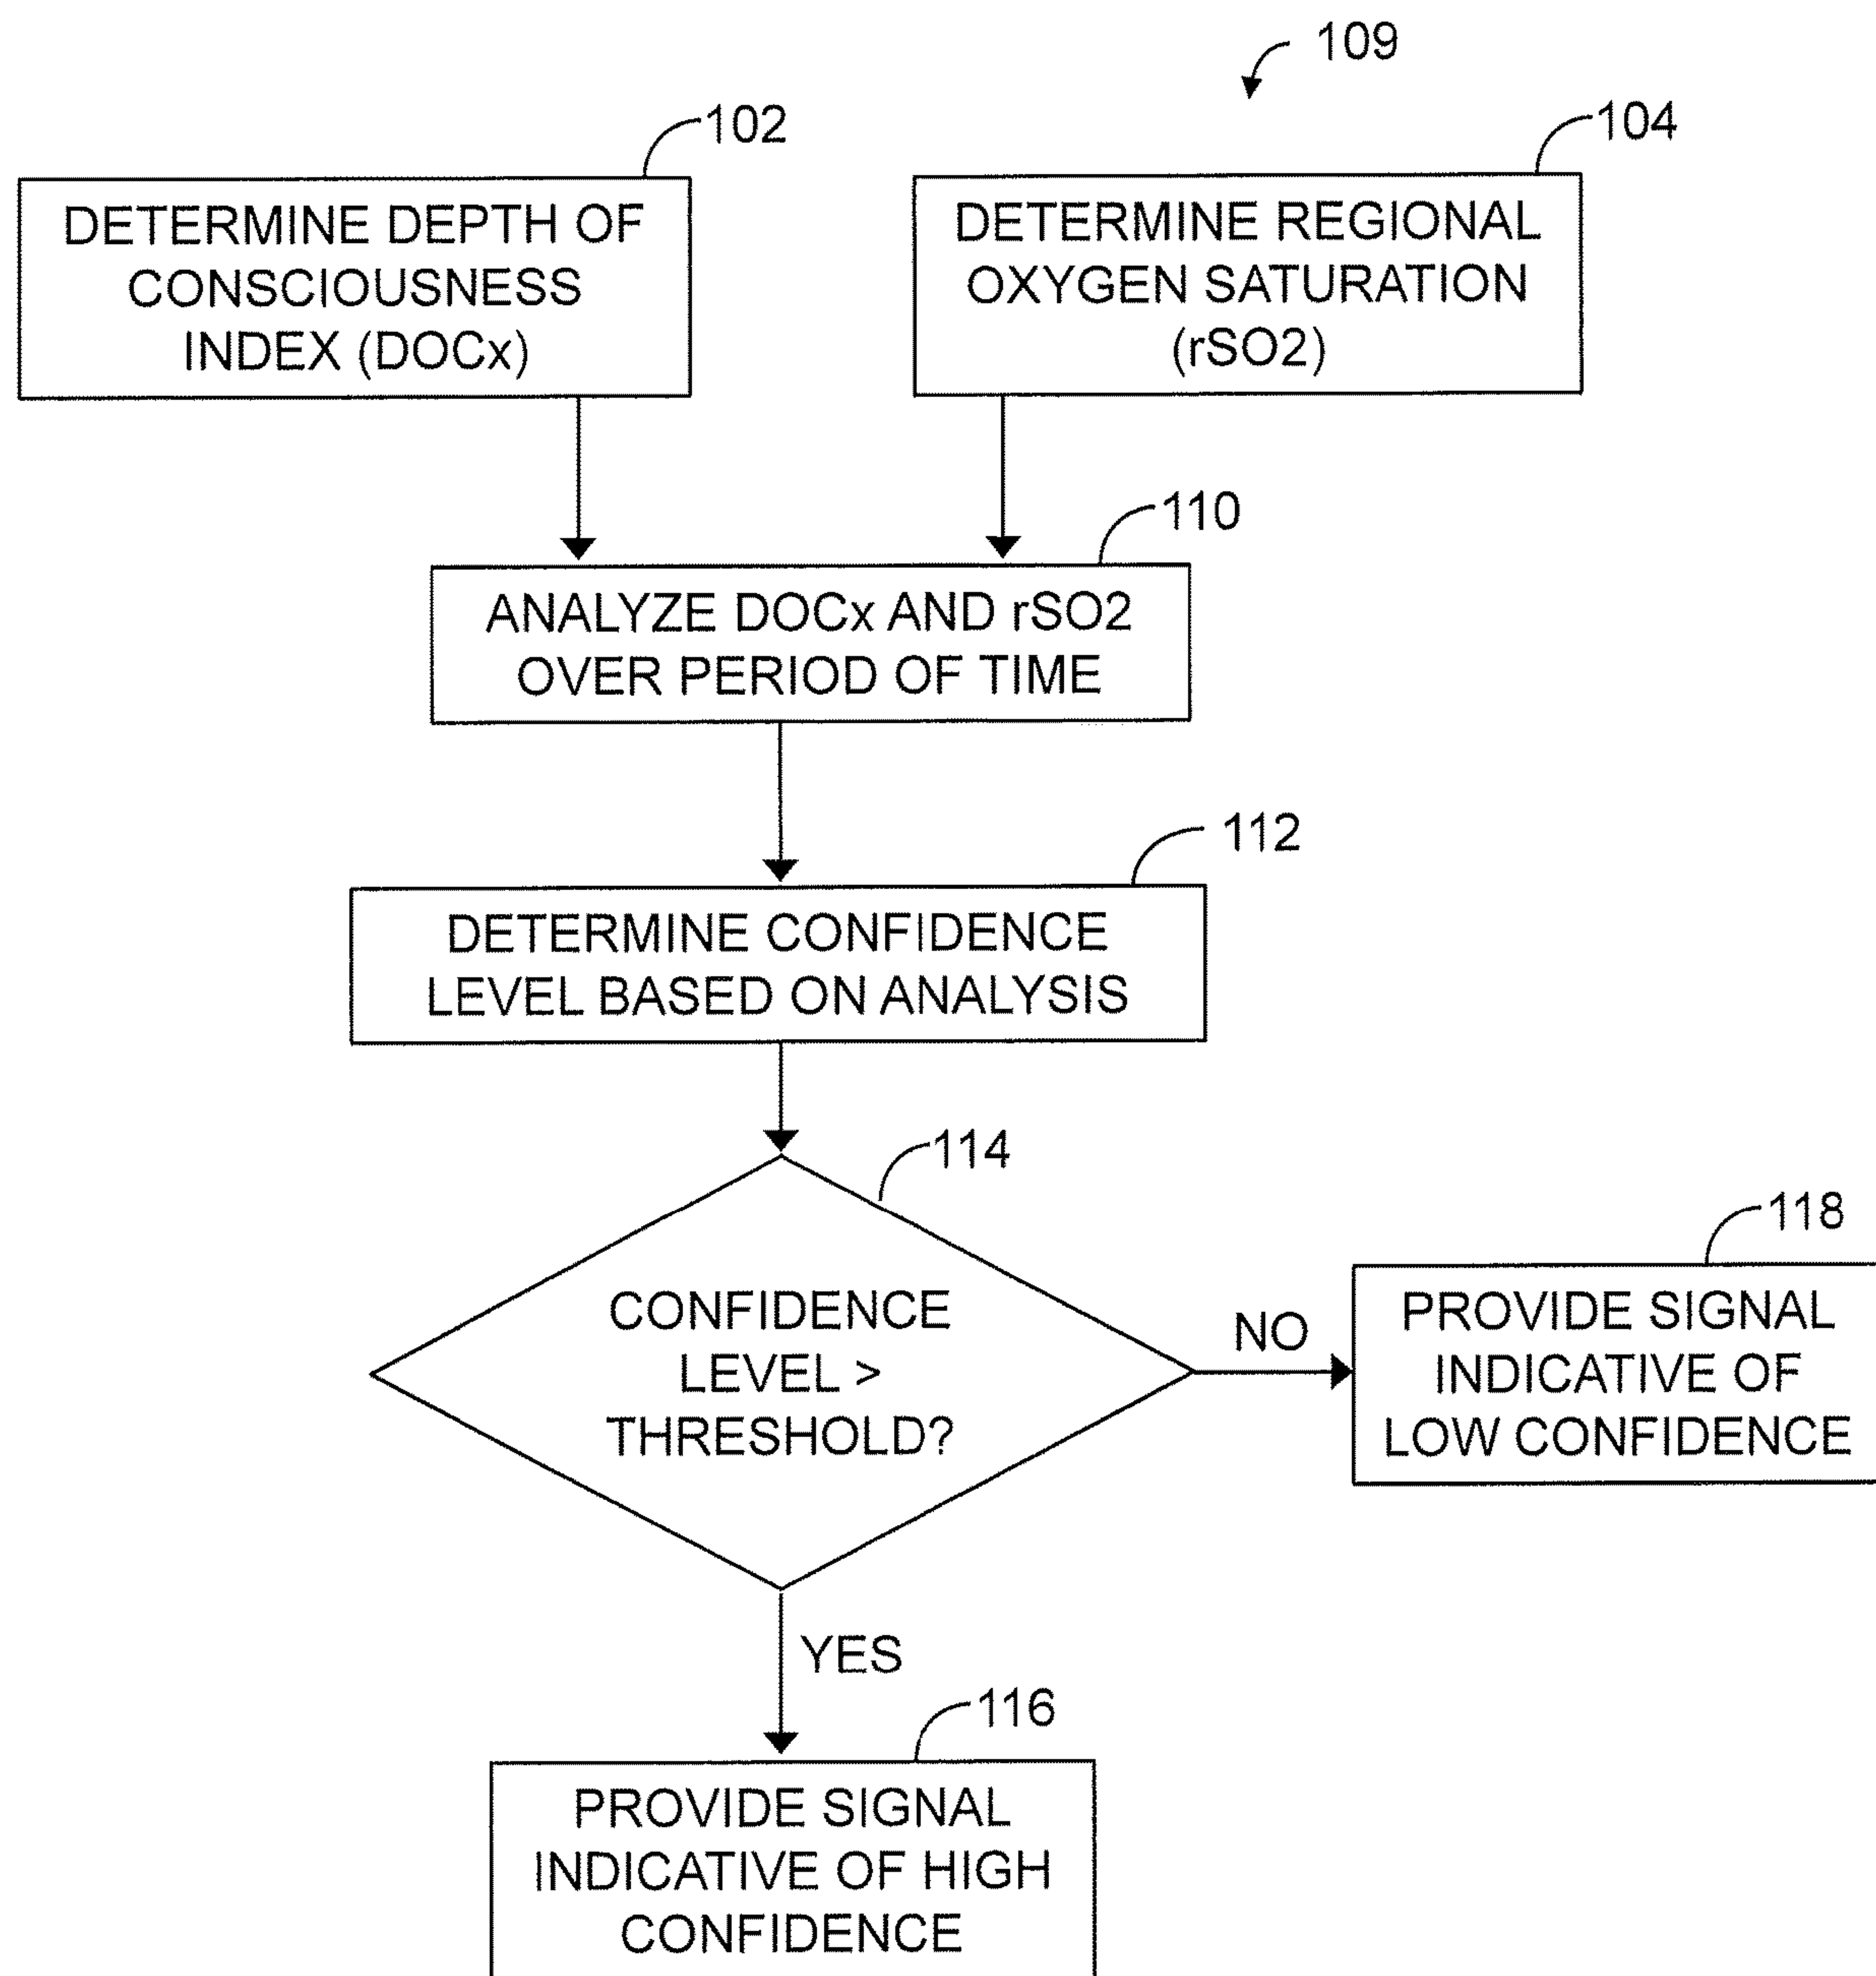 109
102
DETERMINE DEPTH OF
CONSCIOUSNESS
INDEX (DOCx)
104
DETERMINE REGIONAL
OXYGEN SATURATION
(rSO2)
110
ANALYZE DOCx AND rSO2
OVER PERIOD OF TIME
112
DETERMINE CONFIDENCE
LEVEL BASED ON ANALYSIS
114
CONFIDENCE
LEVEL >
THRESHOLD?
NO
118
PROVIDE SIGNAL
INDICATIVE OF
LOW CONFIDENCE
YES
116
PROVIDE SIGNAL
INDICATIVE OF HIGH
CONFIDENCE